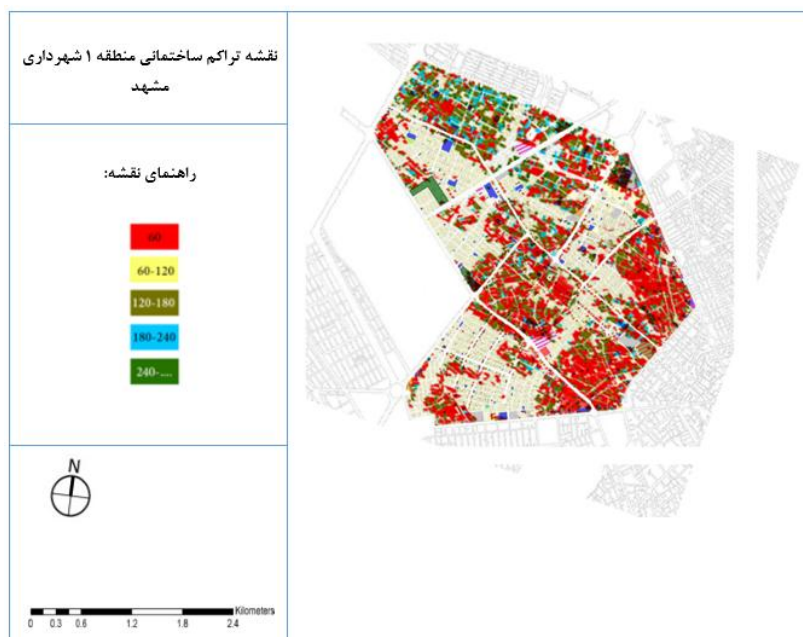 نقشه تراکم ساختمانی منطقه ۱ شهرداری
مشهد
راهنمای نقشه:
60
60-120
120-180
180-240
240-....
N
Kilometers
0 0.3 0.6 1.2 1.8 2.4